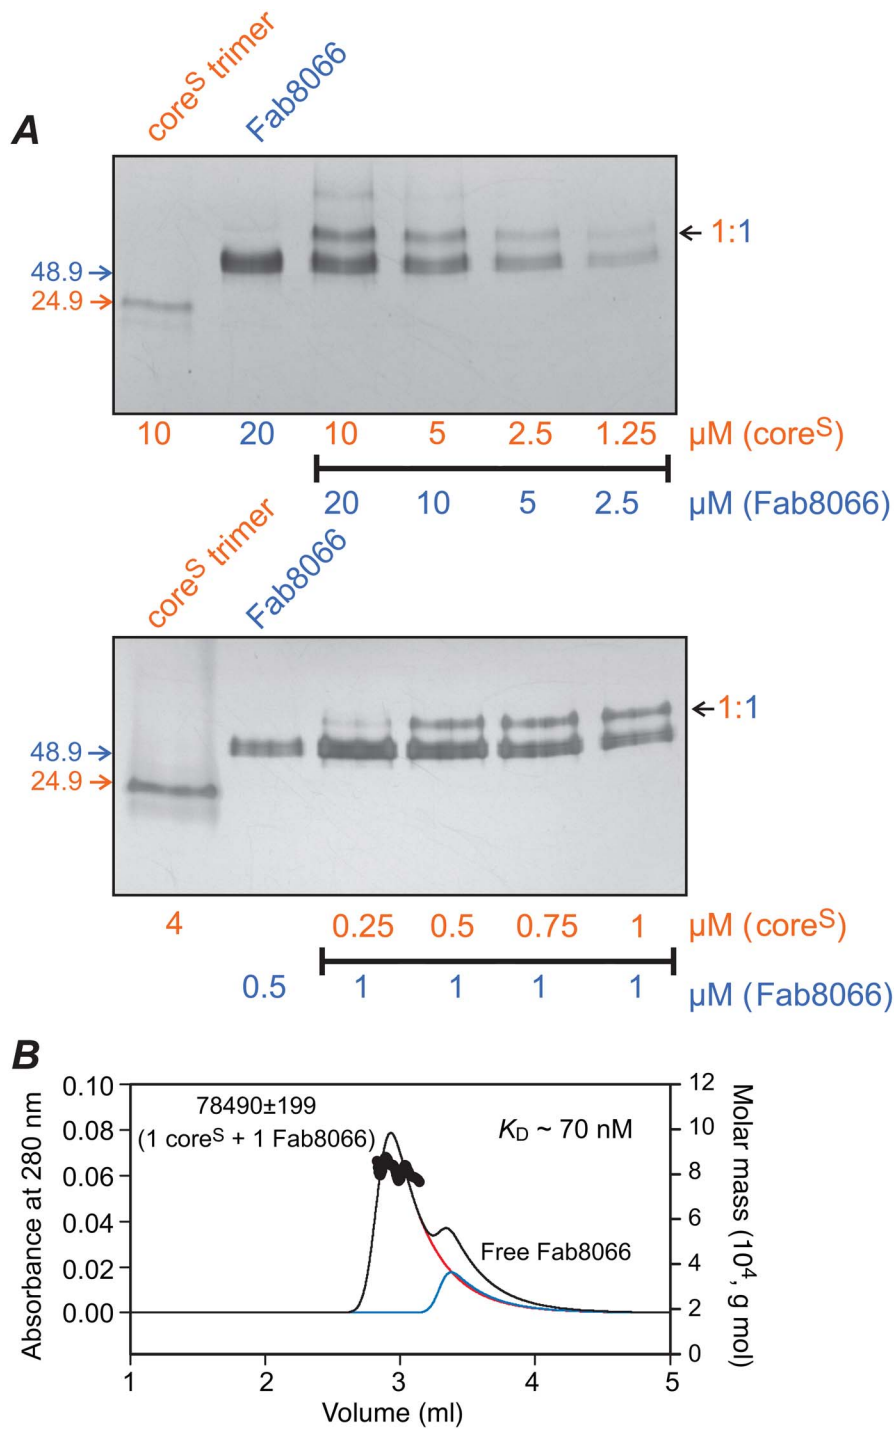 A
coreS trimer
Fab8066
1:1
48.9
24.9
10 20 10 5 2.5 1.25 µM (coreS)
20 10 5 2.5 µM (Fab8066)
coreS trimer
Fab8066
1:1
48.9
24.9
4 0.25 0.5 0.75 1 µM (coreS)
0.5 1 1 1 1 µM (Fab8066)
B
78490±199
(1 coreS + 1 Fab8066)
KD ~ 70 nM
Free Fab8066
Absorbance at 280 nm
0.10
0.08
0.06
0.04
0.02
0.00
12
10
8
6
4
2
0
Molar mass (10⁴, g mol)
1 2 3 4 5
Volume (ml)